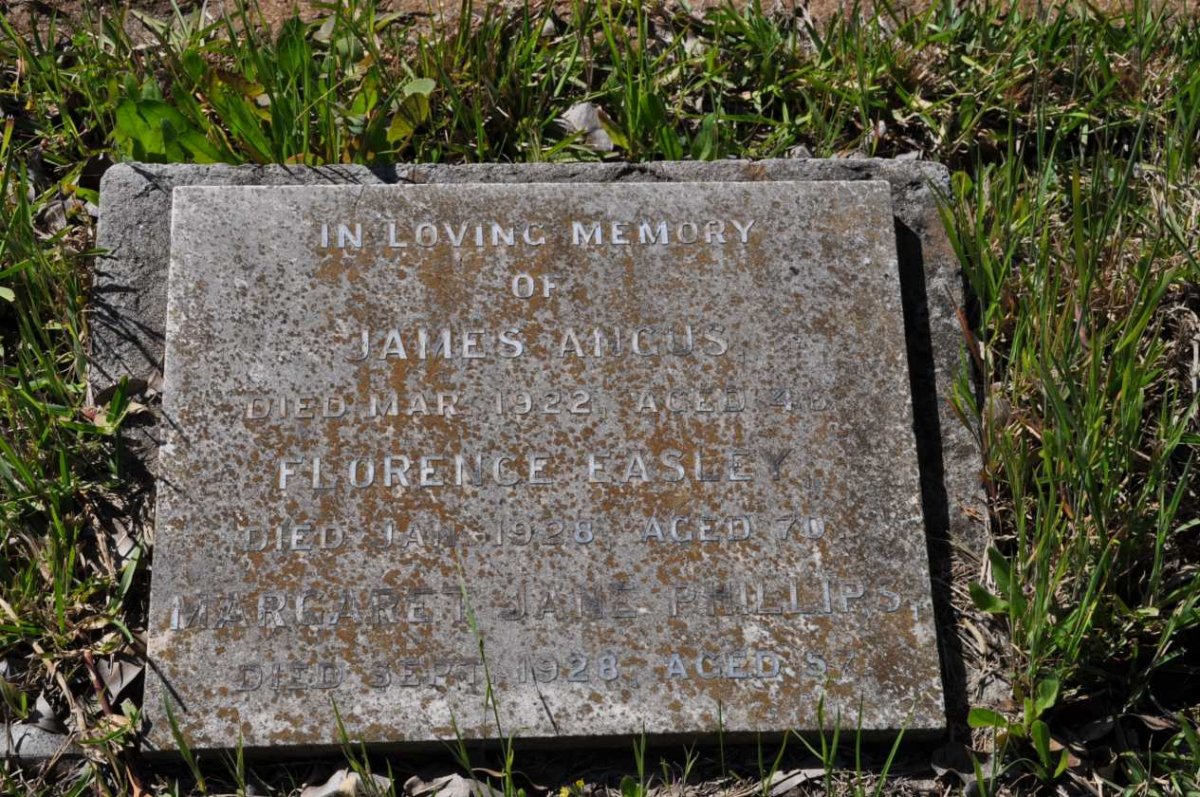 IN LOVING MEMORY
OF
JAMES ANGUS
DIED MAR. 1922, AGED 46
FLORENCE EASLEY
DIED JAN. 1928, AGED 70
MARGARET JANE PHILLIPS.
DIED SEPT. 1928, AGED